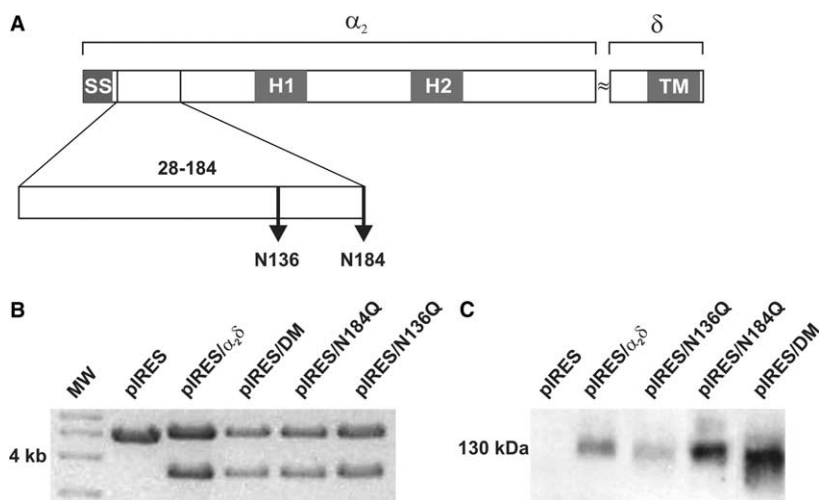 A
α₂
δ
SS
H1
H2
≈
TM
28-184
N136
N184
B
MW
pIRES
pIRES/α₂δ
pIRES/DM
pIRES/N184Q
pIRES/N136Q
4 kb
C
pIRES
pIRES/α₂δ
pIRES/N136Q
pIRES/N184Q
pIRES/DM
130 kDa